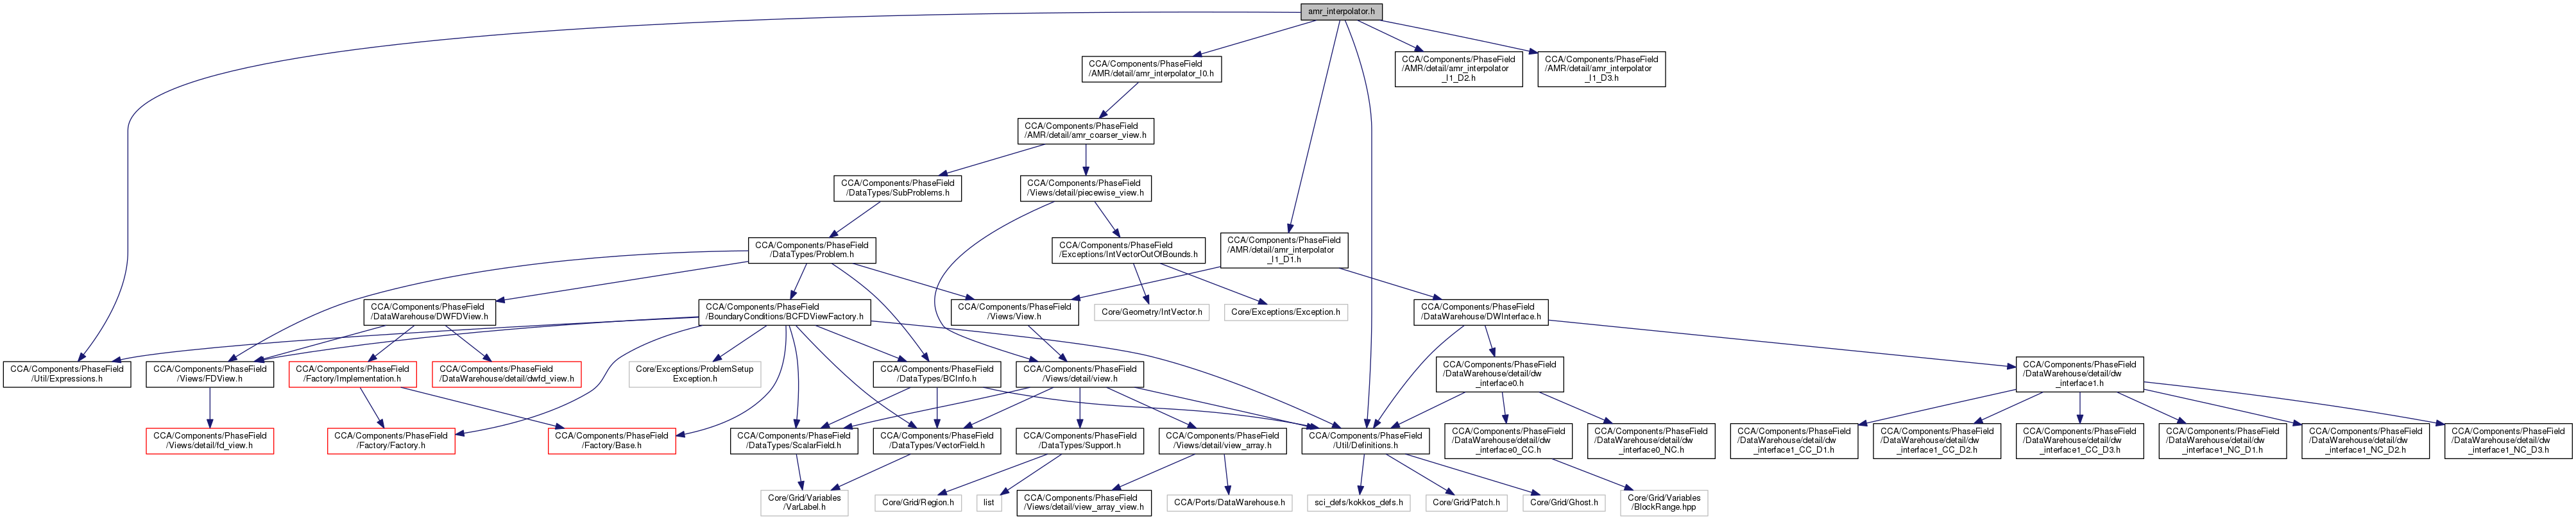 amr_interpolator.h
CCA/Components/PhaseField
/AMR/detail/amr_interpolator_I0.h
CCA/Components/PhaseField
/AMR/detail/amr_interpolator
_I1_D2.h
CCA/Components/PhaseField
/AMR/detail/amr_interpolator
_I1_D3.h
CCA/Components/PhaseField
/AMR/detail/amr_coarser_view.h
CCA/Components/PhaseField
/DataTypes/SubProblems.h
CCA/Components/PhaseField
/Views/detail/piecewise_view.h
CCA/Components/PhaseField
/DataTypes/Problem.h
CCA/Components/PhaseField
/Exceptions/IntVectorOutOfBounds.h
CCA/Components/PhaseField
/AMR/detail/amr_interpolator
_I1_D1.h
CCA/Components/PhaseField
/DataWarehouse/DWFDView.h
CCA/Components/PhaseField
/BoundaryConditions/BCFDViewFactory.h
CCA/Components/PhaseField
/Views/View.h
Core/Geometry/IntVector.h
Core/Exceptions/Exception.h
CCA/Components/PhaseField
/DataWarehouse/DWInterface.h
CCA/Components/PhaseField
/Util/Expressions.h
CCA/Components/PhaseField
/Views/FDView.h
CCA/Components/PhaseField
/Factory/Implementation.h
CCA/Components/PhaseField
/DataWarehouse/detail/dwfd_view.h
Core/Exceptions/ProblemSetup
Exception.h
CCA/Components/PhaseField
/DataTypes/BCInfo.h
CCA/Components/PhaseField
/Views/detail/view.h
CCA/Components/PhaseField
/DataWarehouse/detail/dw
_interface0.h
CCA/Components/PhaseField
/DataWarehouse/detail/dw
_interface1.h
CCA/Components/PhaseField
/Views/detail/fd_view.h
CCA/Components/PhaseField
/Factory/Factory.h
CCA/Components/PhaseField
/Factory/Base.h
CCA/Components/PhaseField
/DataTypes/ScalarField.h
CCA/Components/PhaseField
/DataTypes/VectorField.h
CCA/Components/PhaseField
/DataTypes/Support.h
CCA/Components/PhaseField
/Views/detail/view_array.h
CCA/Components/PhaseField
/Util/Definitions.h
CCA/Components/PhaseField
/DataWarehouse/detail/dw
_interface0_CC.h
CCA/Components/PhaseField
/DataWarehouse/detail/dw
_interface0_NC.h
CCA/Components/PhaseField
/DataWarehouse/detail/dw
_interface1_CC_D1.h
CCA/Components/PhaseField
/DataWarehouse/detail/dw
_interface1_CC_D2.h
CCA/Components/PhaseField
/DataWarehouse/detail/dw
_interface1_CC_D3.h
CCA/Components/PhaseField
/DataWarehouse/detail/dw
_interface1_NC_D1.h
CCA/Components/PhaseField
/DataWarehouse/detail/dw
_interface1_NC_D2.h
CCA/Components/PhaseField
/DataWarehouse/detail/dw
_interface1_NC_D3.h
Core/Grid/Variables
/VarLabel.h
Core/Grid/Region.h
list
CCA/Components/PhaseField
/Views/detail/view_array_view.h
CCA/Ports/DataWarehouse.h
sci_defs/kokkos_defs.h
Core/Grid/Patch.h
Core/Grid/Ghost.h
Core/Grid/Variables
/BlockRange.hpp